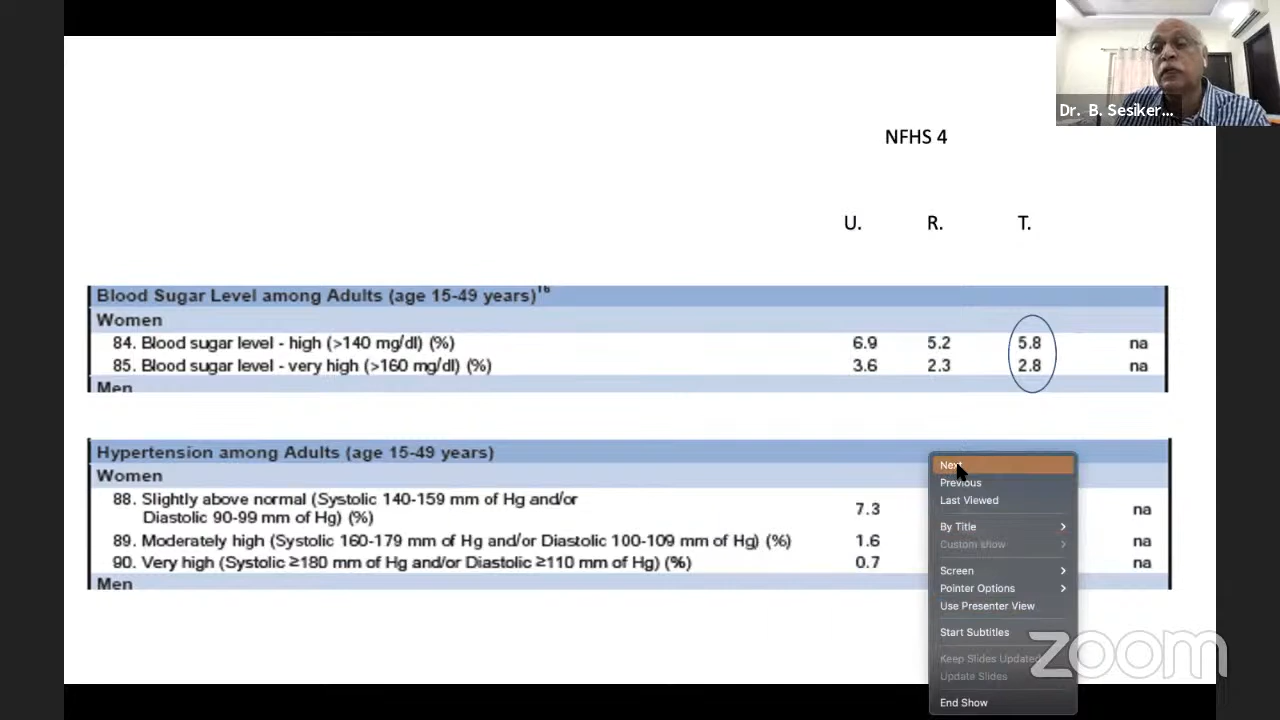 Dr. B. Sesiker...
NFHS 4
U. R. T.
Blood Sugar Level among Adults (age 15-49 years)16
Women
84. Blood sugar level - high (>140 mg/dl) (%) 6.9 5.2 5.8 na
85. Blood sugar level - very high (>160 mg/dl) (%) 3.6 2.3 2.8 na
Men
Hypertension among Adults (age 15-49 years)
Women
88. Slightly above normal (Systolic 140-159 mm of Hg and/or
Diastolic 90-99 mm of Hg) (%) 7.3 na
89. Moderately high (Systolic 160-179 mm of Hg and/or Diastolic 100-109 mm of Hg) (%) 1.6 na
90. Very high (Systolic ≥180 mm of Hg and/or Diastolic ≥110 mm of Hg) (%) 0.7 na
Men
Next
Previous
Last Viewed
By Title
Custom show
Screen
Pointer Options
Use Presenter View
Start Subtitles
Keep Slides Updated
Update Slides
End Show
zoom